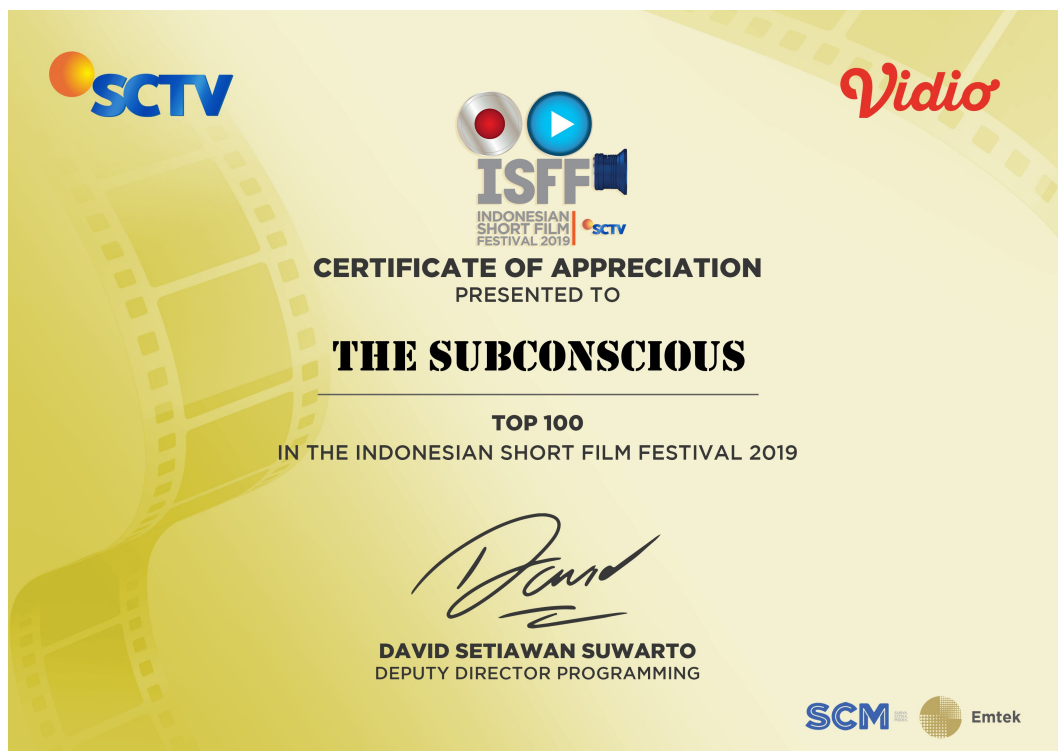 SCTV
Vidio
ISFF
INDONESIAN
SHORT FILM
FESTIVAL 2019
SCTV
CERTIFICATE OF APPRECIATION
PRESENTED TO
THE SUBCONSCIOUS
TOP 100
IN THE INDONESIAN SHORT FILM FESTIVAL 2019
David
DAVID SETIAWAN SUWARTO
DEPUTY DIRECTOR PROGRAMMING
SCM
Emtek